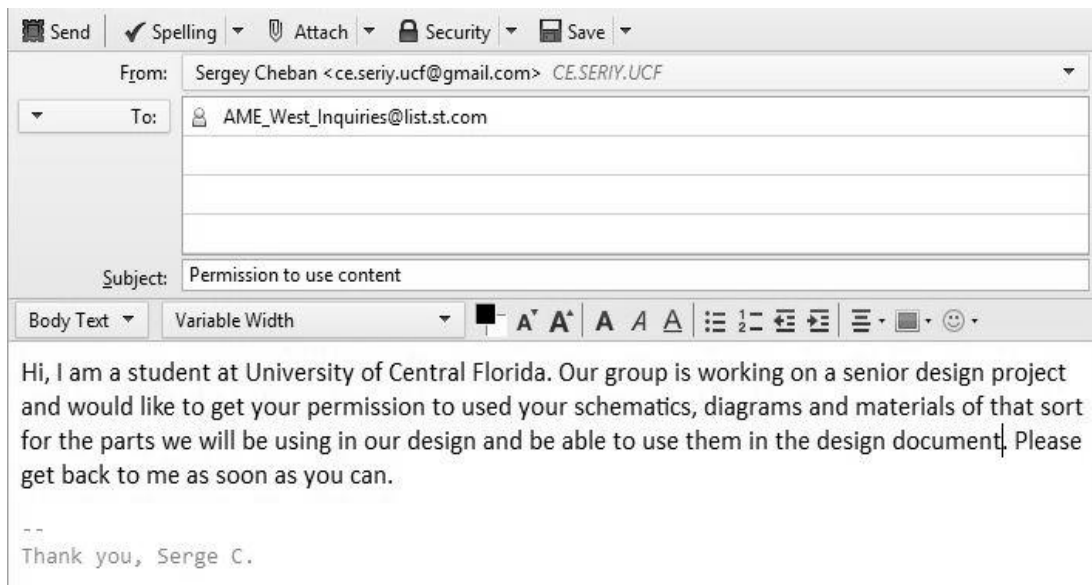 Send Spelling Attach Security Save
From: Sergey Cheban <ce.seriy.ucf@gmail.com> CE.SERIY.UCF
To: AME_West_Inquiries@list.st.com
Subject: Permission to use content
Body Text Variable Width
Hi, I am a student at University of Central Florida. Our group is working on a senior design project
and would like to get your permission to used your schematics, diagrams and materials of that sort
for the parts we will be using in our design and be able to use them in the design document. Please
get back to me as soon as you can.
--
Thank you, Serge C.